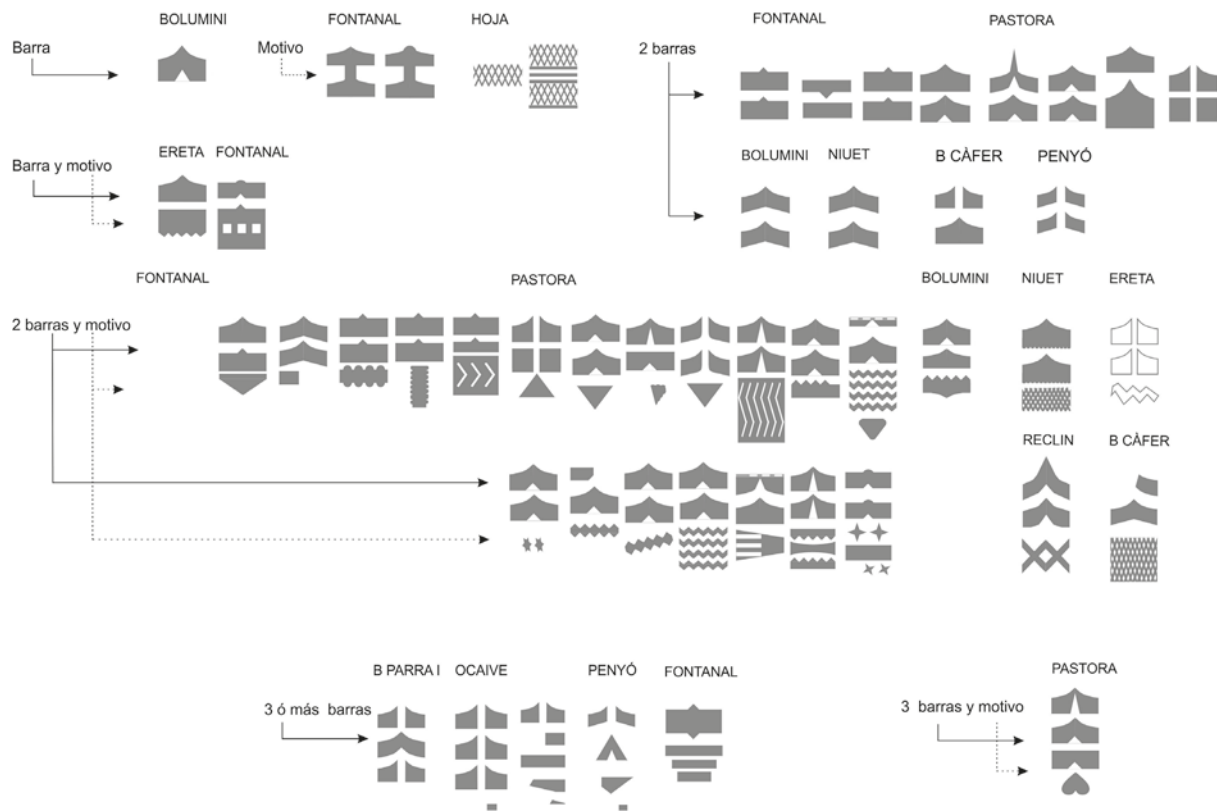 BOLUMINI
FONTANAL
HOJA
Barra
Motivo
FONTANAL
PASTORA
2 barras
ERETA
FONTANAL
Barra y motivo
BOLUMINI
NIUET
B CÀFER
PENYÓ
FONTANAL
PASTORA
BOLUMINI
NIUET
ERETA
2 barras y motivo
RECLIN
B CÀFER
B PARRA I
OCAIVE
PENYÓ
FONTANAL
3 ó más barras
PASTORA
3 barras y motivo